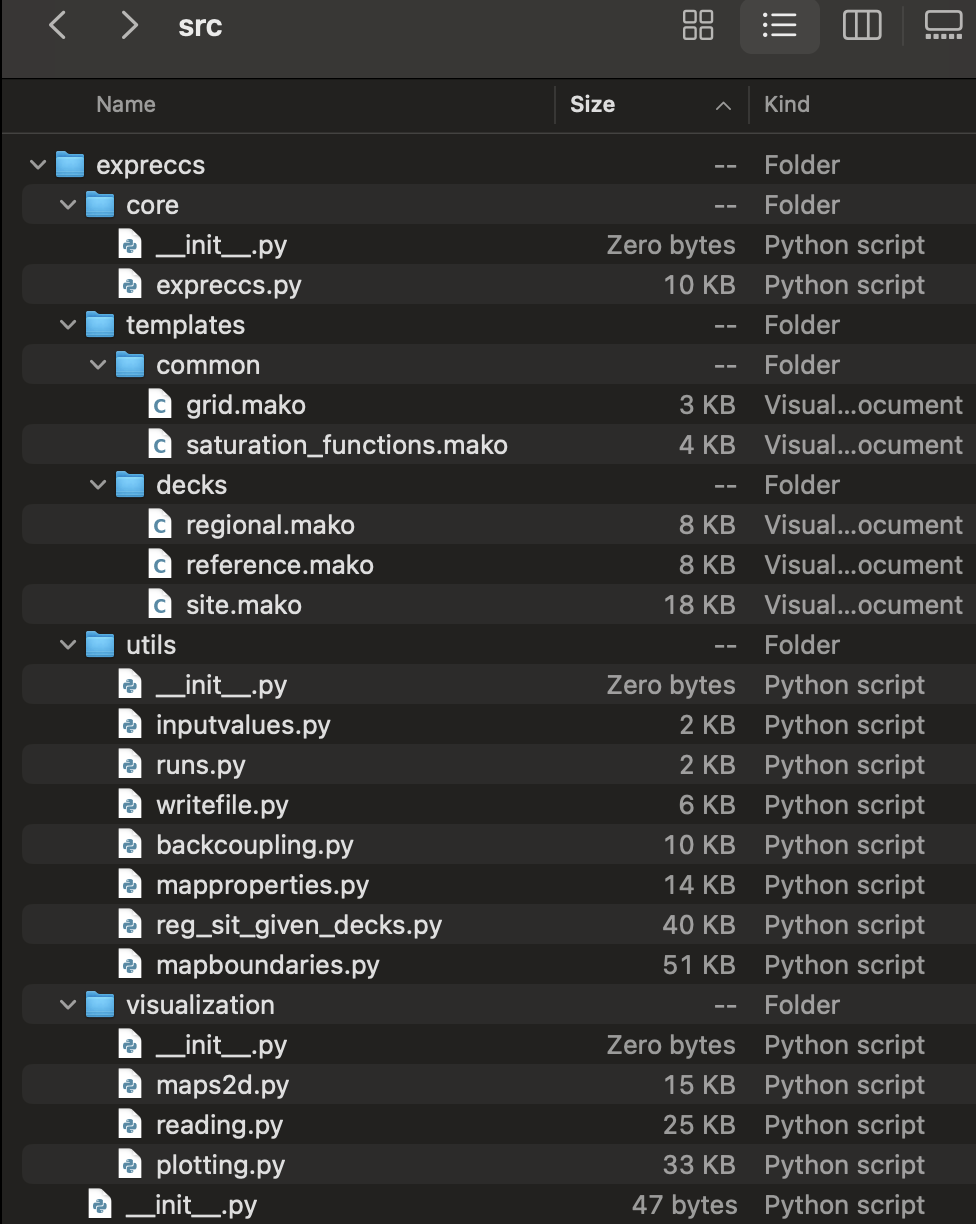 src
Name Size Kind
expreccs -- Folder
core -- Folder
__init__.py Zero bytes Python script
expreccs.py 10 KB Python script
templates -- Folder
common -- Folder
grid.mako 3 KB Visual...ocument
saturation_functions.mako 4 KB Visual...ocument
decks -- Folder
regional.mako 8 KB Visual...ocument
reference.mako 8 KB Visual...ocument
site.mako 18 KB Visual...ocument
utils -- Folder
__init__.py Zero bytes Python script
inputvalues.py 2 KB Python script
runs.py 2 KB Python script
writefile.py 6 KB Python script
backcoupling.py 10 KB Python script
mapproperties.py 14 KB Python script
reg_sit_given_decks.py 40 KB Python script
mapboundaries.py 51 KB Python script
visualization -- Folder
__init__.py Zero bytes Python script
maps2d.py 15 KB Python script
reading.py 25 KB Python script
plotting.py 33 KB Python script
__init__.py 47 bytes Python script